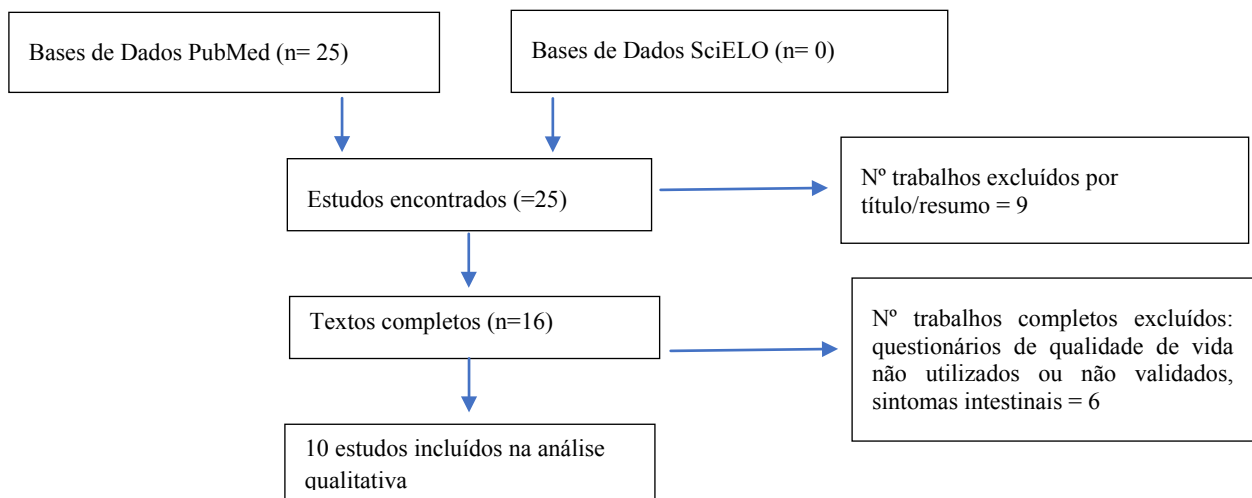 Bases de Dados PubMed (n= 25)
Bases de Dados SciELO (n= 0)
Estudos encontrados (=25)
Nº trabalhos excluídos por
título/resumo = 9
Textos completos (n=16)
Nº trabalhos completos excluídos:
questionários de qualidade de vida
não utilizados ou não validados,
sintomas intestinais = 6
10 estudos incluídos na análise
qualitativa